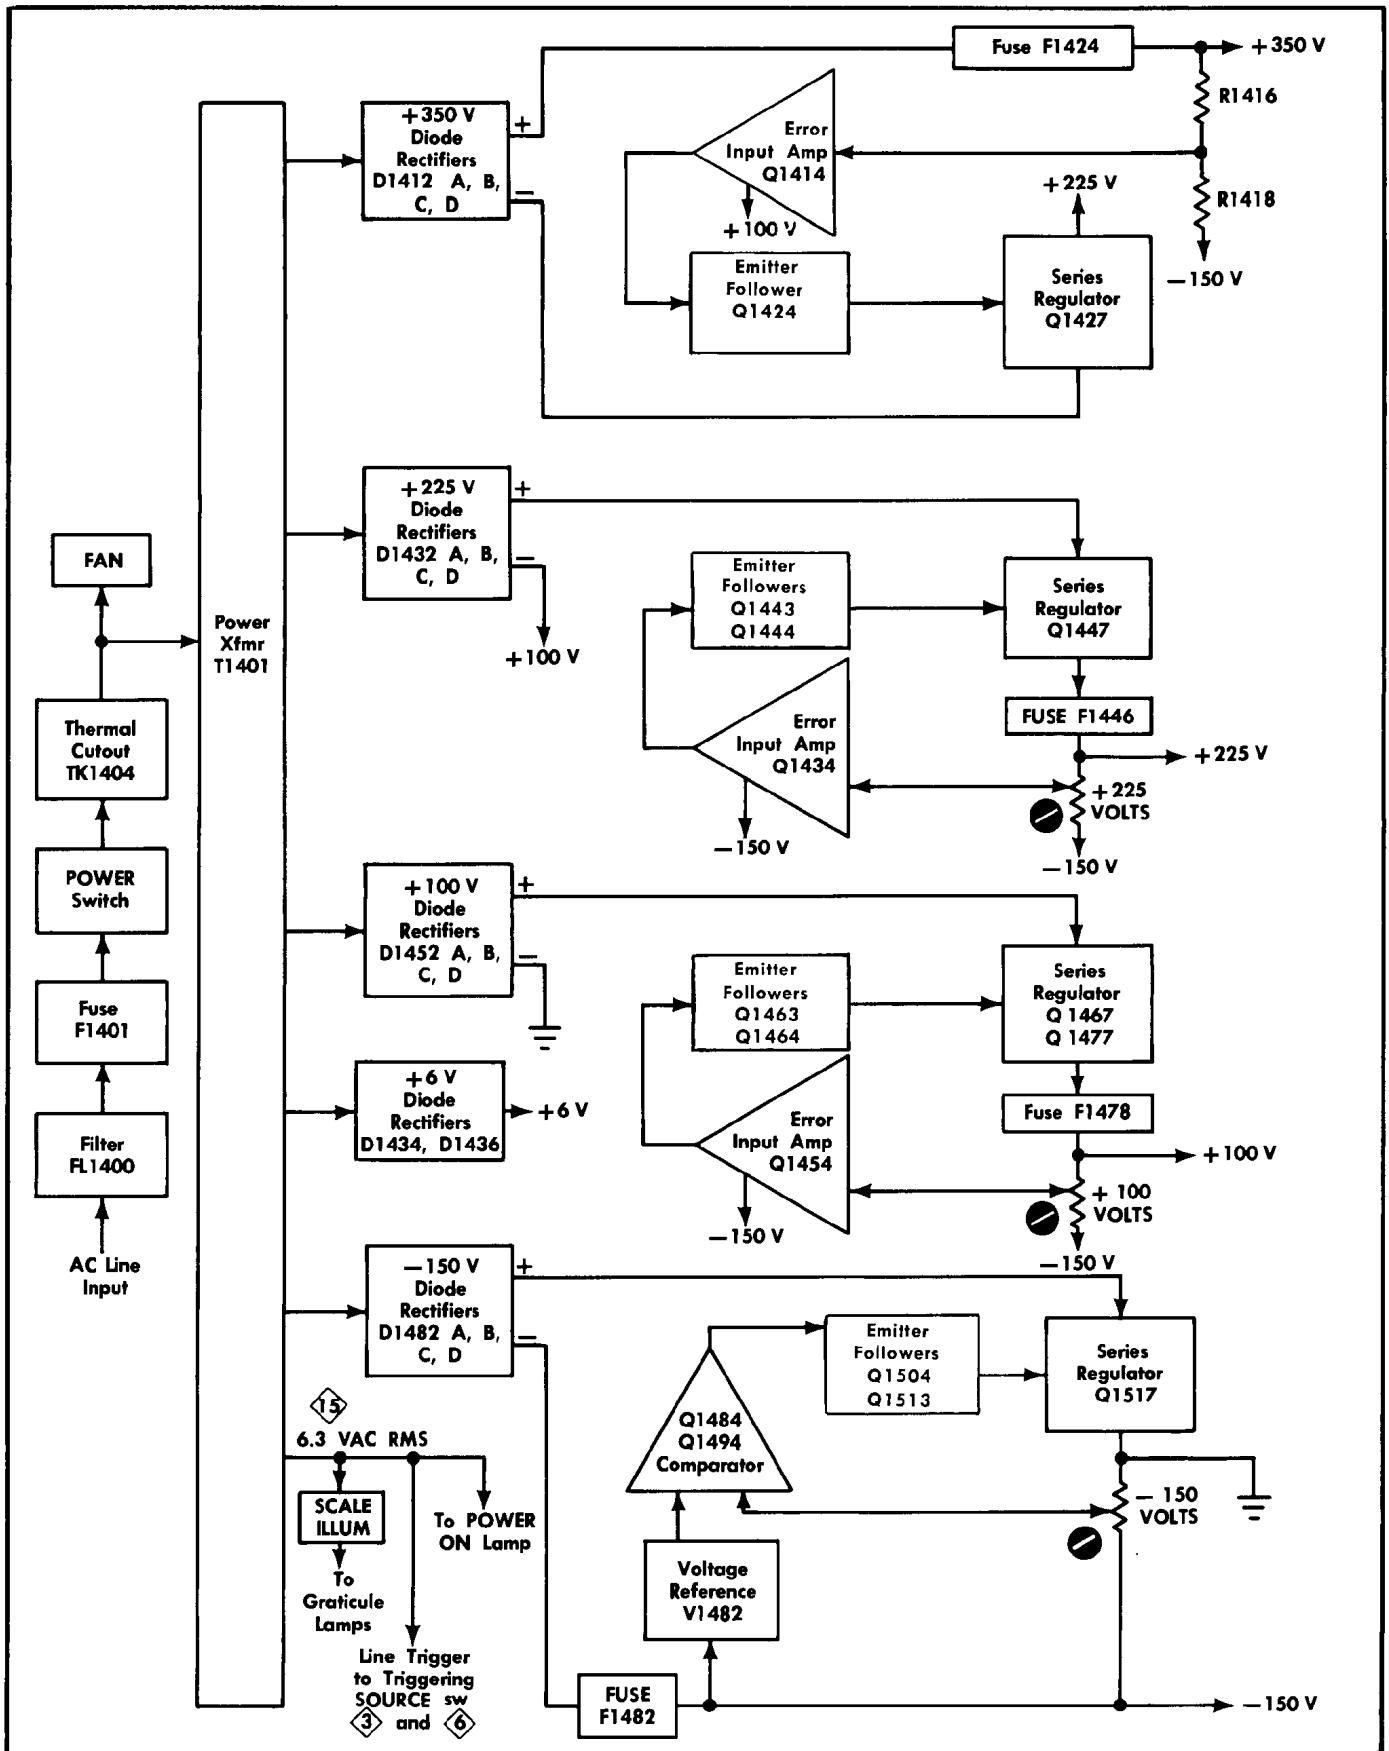 Fuse F1424
+350 V
R1416
R1418
−150 V
+350 V
Diode
Rectifiers
D1412 A, B,
C, D
+
−
Error
Input Amp
Q1414
+100 V
Emitter
Follower
Q1424
+225 V
Series
Regulator
Q1427
+225 V
Diode
Rectifiers
D1432 A, B,
C, D
+
−
+100 V
Emitter
Followers
Q1443
Q1444
Series
Regulator
Q1447
FUSE F1446
+225 V
+225
VOLTS
−150 V
Error
Input Amp
Q1434
−150 V
FAN
Thermal
Cutout
TK1404
POWER
Switch
Fuse
F1401
Filter
FL1400
AC Line
Input
Power
Xfmr
T1401
+100 V
Diode
Rectifiers
D1452 A, B,
C, D
+
−
Emitter
Followers
Q1463
Q1464
Series
Regulator
Q1467
Q1477
Fuse F1478
+100 V
+ 100
VOLTS
−150 V
Error
Input Amp
Q1454
−150 V
+6 V
Diode
Rectifiers
D1434, D1436
+6 V
−150 V
Diode
Rectifiers
D1482 A, B,
C, D
+
−
Emitter
Followers
Q1504
Q1513
Series
Regulator
Q1517
Q1484
Q1494
Comparator
− 150
VOLTS
Voltage
Reference
V1482
FUSE
F1482
−150 V
15
6.3 VAC RMS
SCALE
ILLUM
To
Graticule
Lamps
To POWER
ON Lamp
Line Trigger
to Triggering
SOURCE sw
3 and 6